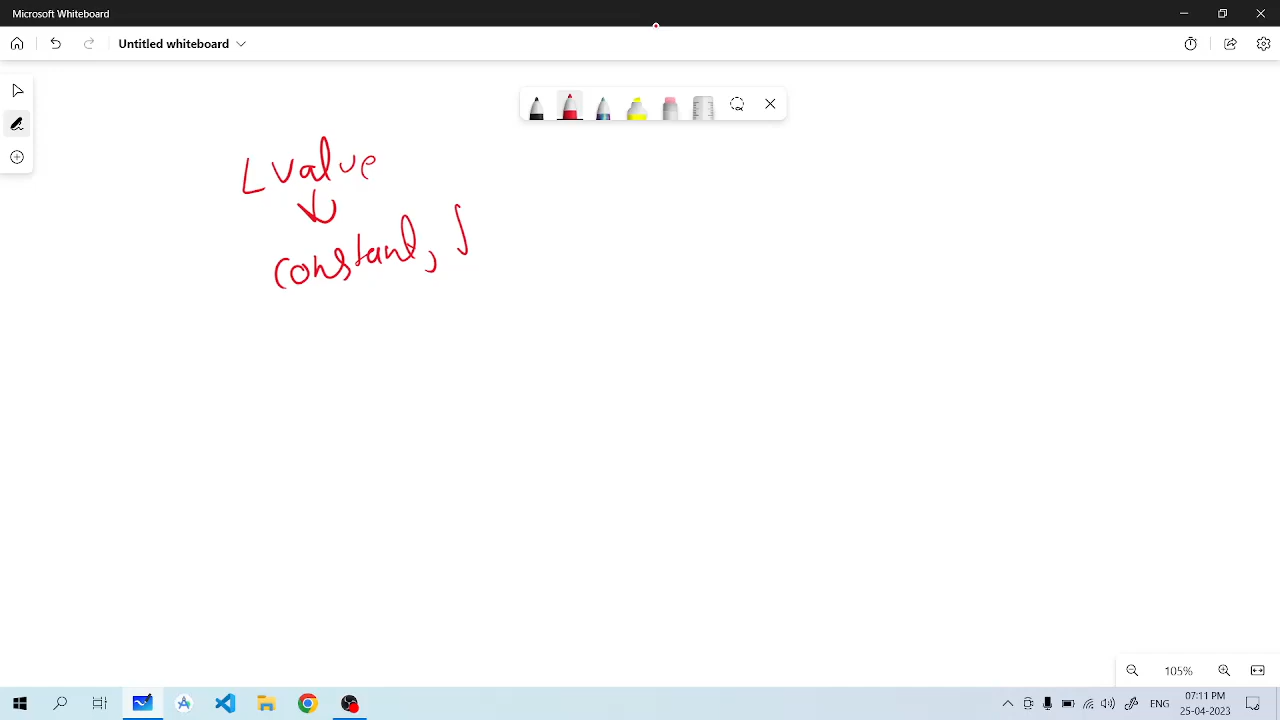 Microsoft Whiteboard
Untitled whiteboard
Lvalue
constant,
105%
ENG
07:11 PM
25-04-2023